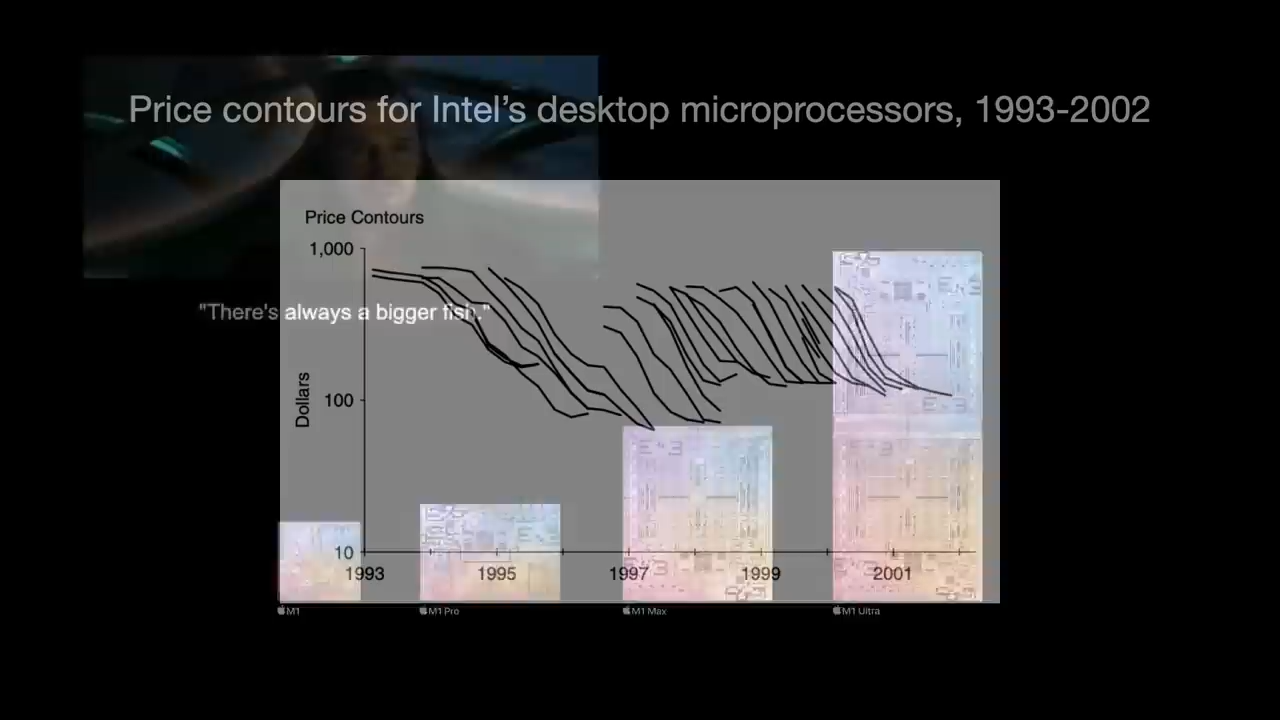 Price contours for Intel's desktop microprocessors, 1993-2002
Price Contours
1,000
"There's always a bigger fish."
Dollars
100
10
1993
1995
1997
1999
2001
M1
M1 Pro
M1 Max
M1 Ultra